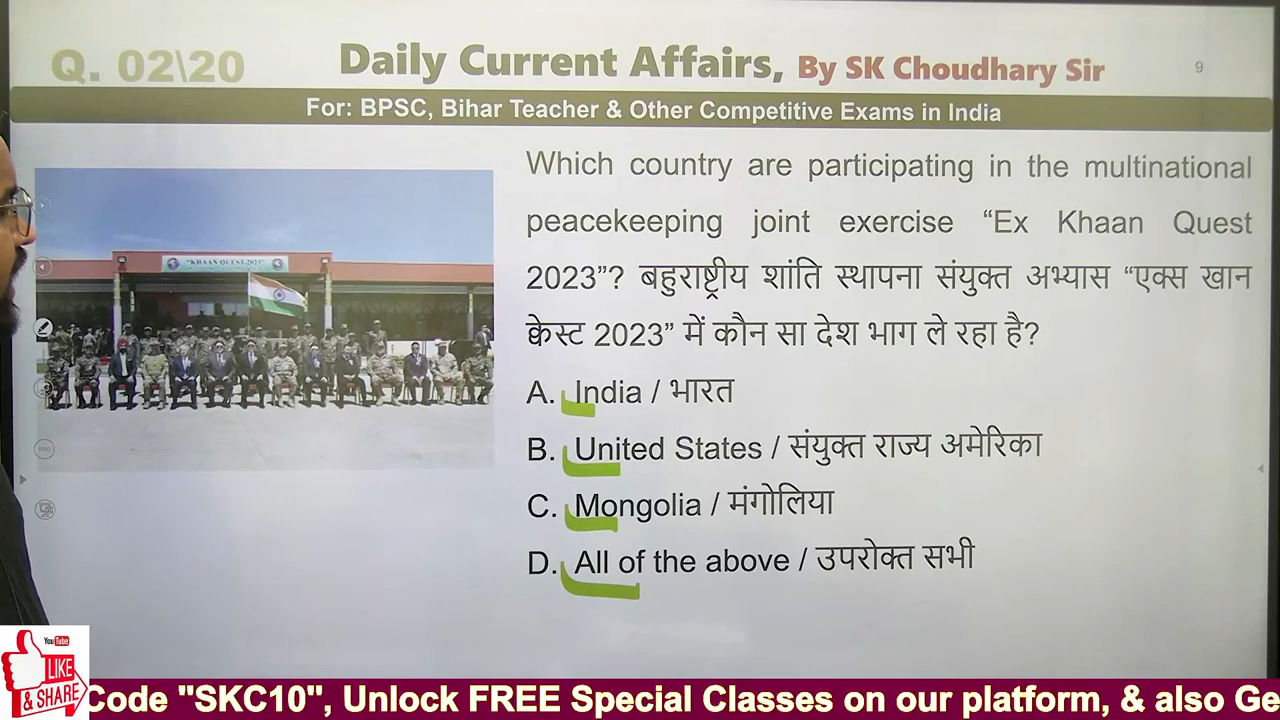 Q. 02\20
Daily Current Affairs, By SK Choudhary Sir
9
For: BPSC, Bihar Teacher & Other Competitive Exams in India
Which country are participating in the multinational
peacekeeping joint exercise “Ex Khaan Quest
2023”? बहुराष्ट्रीय शांति स्थापना संयुक्त अभ्यास “एक्स खान
क्वेस्ट 2023” में कौन सा देश भाग ले रहा है?
A. India / भारत
B. United States / संयुक्त राज्य अमेरिका
C. Mongolia / मंगोलिया
D. All of the above / उपरोक्त सभी
"KHAAN QUEST-2023"
YouTube
LIKE
& SHARE
Code "SKC10", Unlock FREE Special Classes on our platform, & also Ge